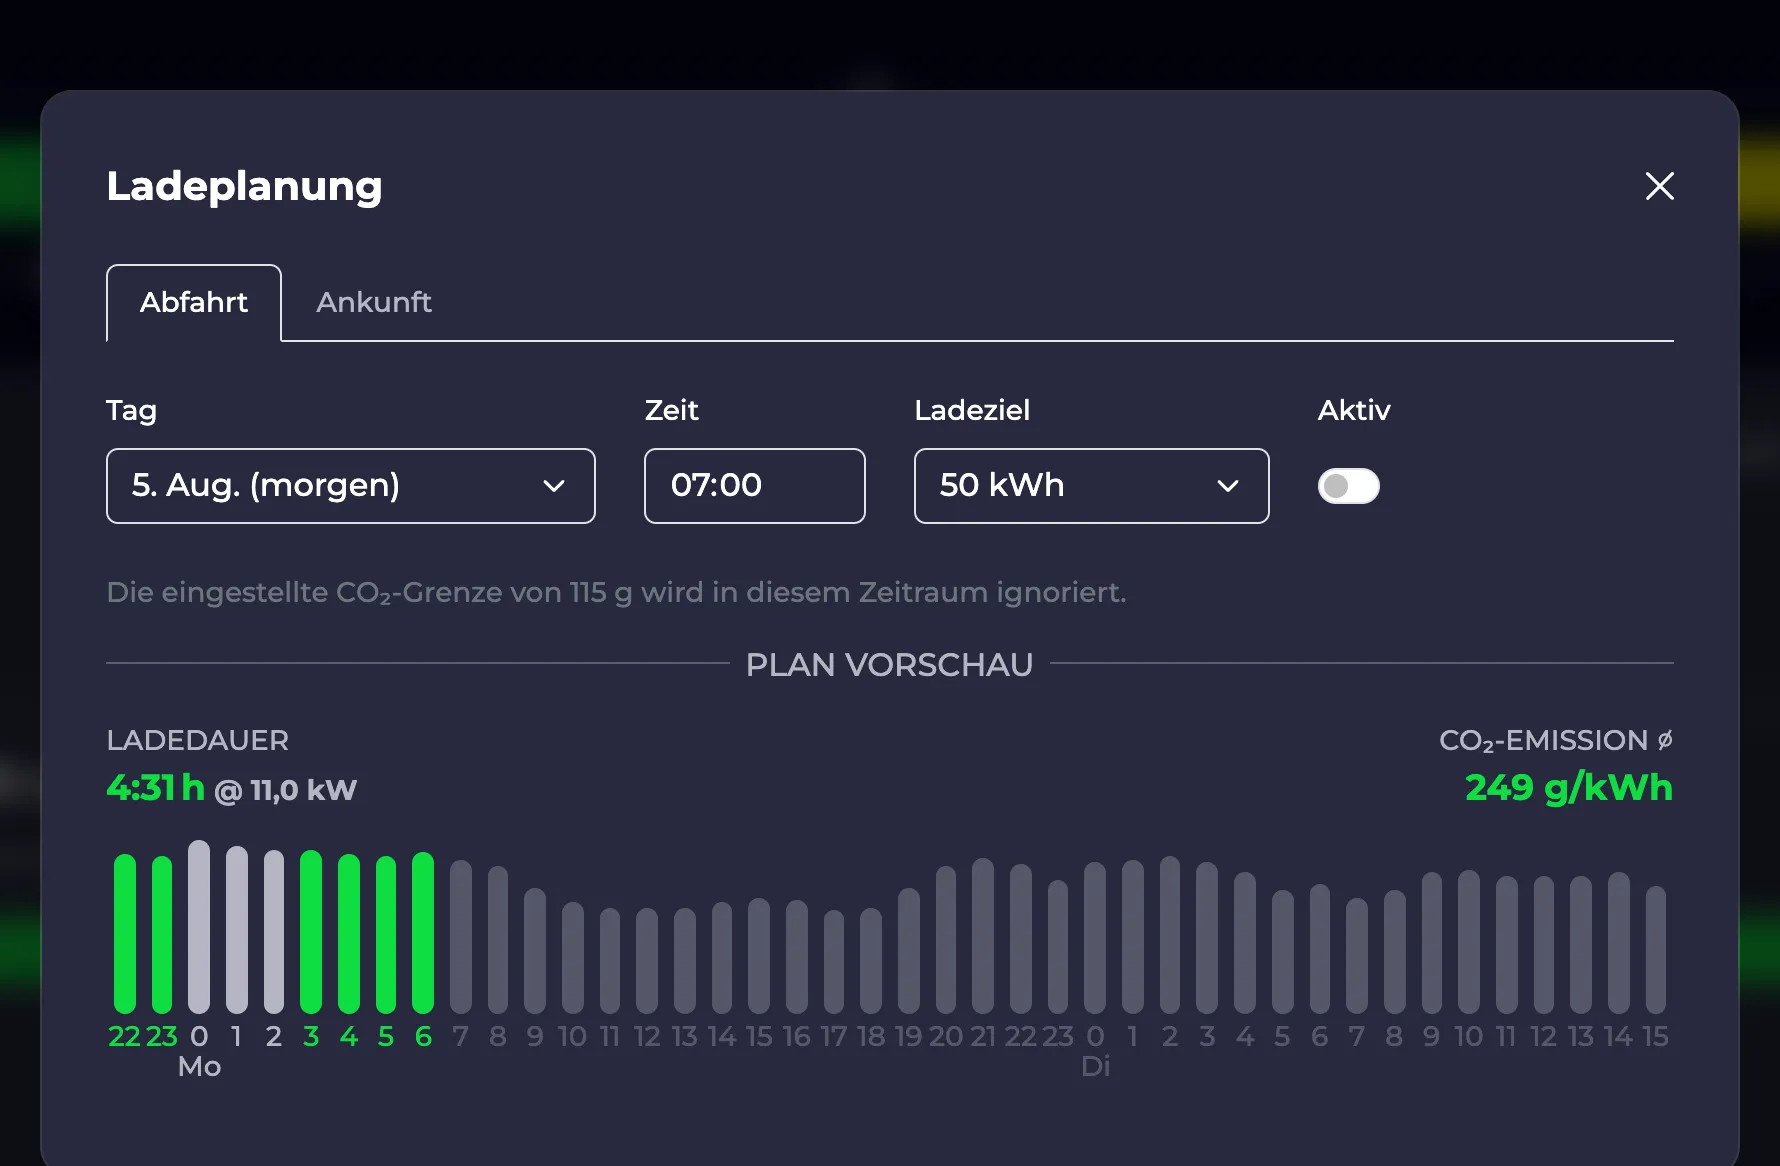 Ladeplanung
Abfahrt Ankunft
Tag Zeit Ladeziel Aktiv
5. Aug. (morgen) 07:00 50 kWh
Die eingestellte CO₂-Grenze von 115 g wird in diesem Zeitraum ignoriert.
PLAN VORSCHAU
LADEDAUER CO₂-EMISSION ⌀
4:31 h @ 11,0 kW 249 g/kWh
22 23 0 1 2 3 4 5 6 7 8 9 10 11 12 13 14 15 16 17 18 19 20 21 22 23 0 1 2 3 4 5 6 7 8 9 10 11 12 13 14 15
Mo Di